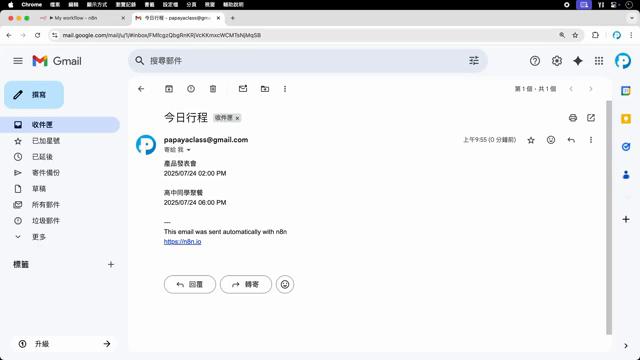 Chrome 檔案 編輯 顯示方式 瀏覽記錄 書籤 設定檔 分頁 視窗 輔助說明
My workflow - n8n
今日行程 - papayaclass@gmai
mail.google.com/mail/u/1/#inbox/FMfcgzQbgRnKRjVcKKmxcWCMTsNjMqSB
Gmail
搜尋郵件
撰寫
第 1 個，共 1 個
收件匣
已加星號
已延後
寄件備份
草稿
所有郵件
垃圾郵件
更多
標籤
升級
今日行程
收件匣
papayaclass@gmail.com
上午9:55 (0 分鐘前)
寄給 我
產品發表會
2025/07/24 02:00 PM
高中同學聚餐
2025/07/24 06:00 PM
---
This email was sent automatically with n8n
https://n8n.io
回覆
轉寄